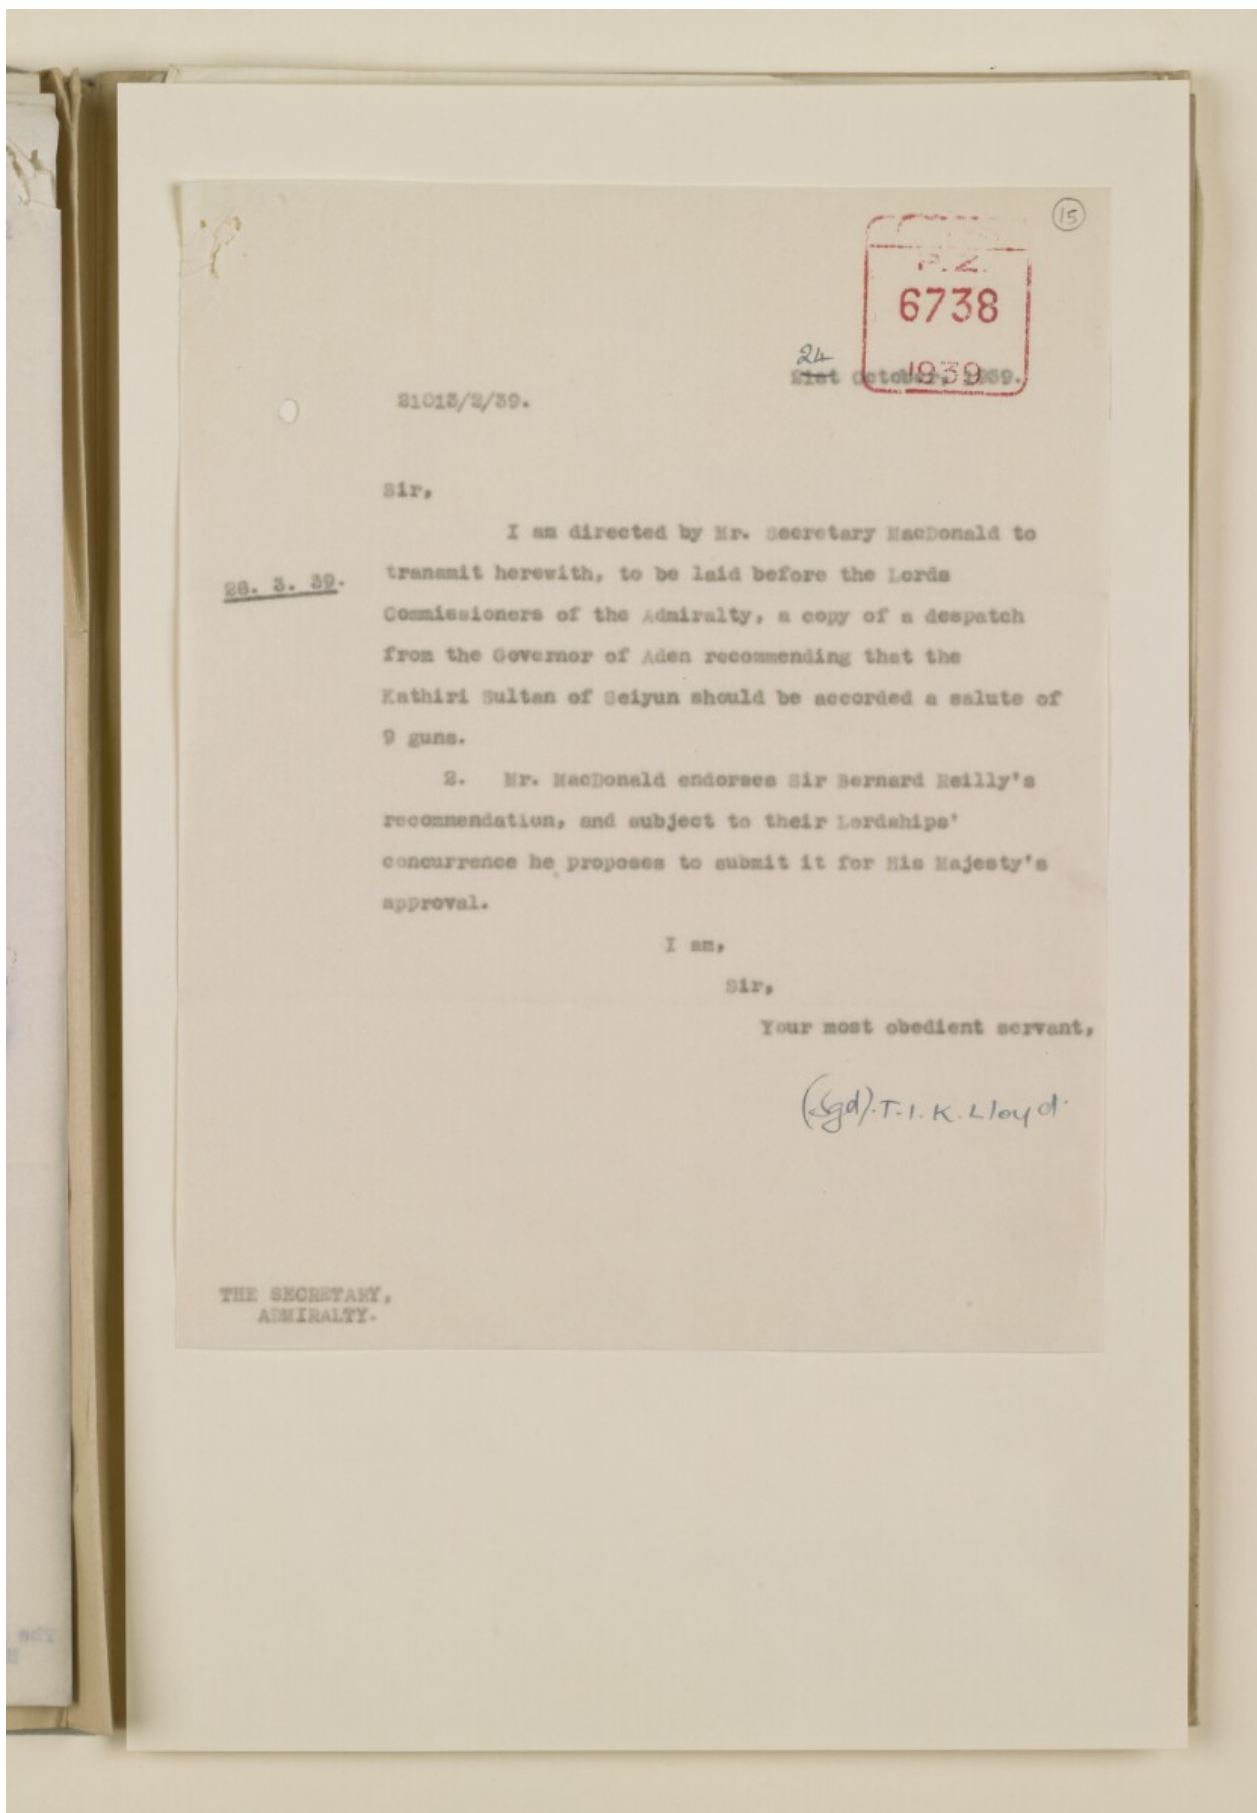 15
P.Z.
6738
1939
24
21st October, 1939.
21013/2/39.
Sir,
I am directed by Mr. Secretary MacDonald to
28. 3. 39.
transmit herewith, to be laid before the Lords
Commissioners of the Admiralty, a copy of a despatch
from the Governor of Aden recommending that the
Kathiri Sultan of Seiyun should be accorded a salute of
9 guns.
2. Mr. MacDonald endorses Sir Bernard Reilly's
recommendation, and subject to their Lordships'
concurrence he proposes to submit it for His Majesty's
approval.
I am,
Sir,
Your most obedient servant,
(Sgd). T.I.K. Lloyd.
THE SECRETARY,
ADMIRALTY.